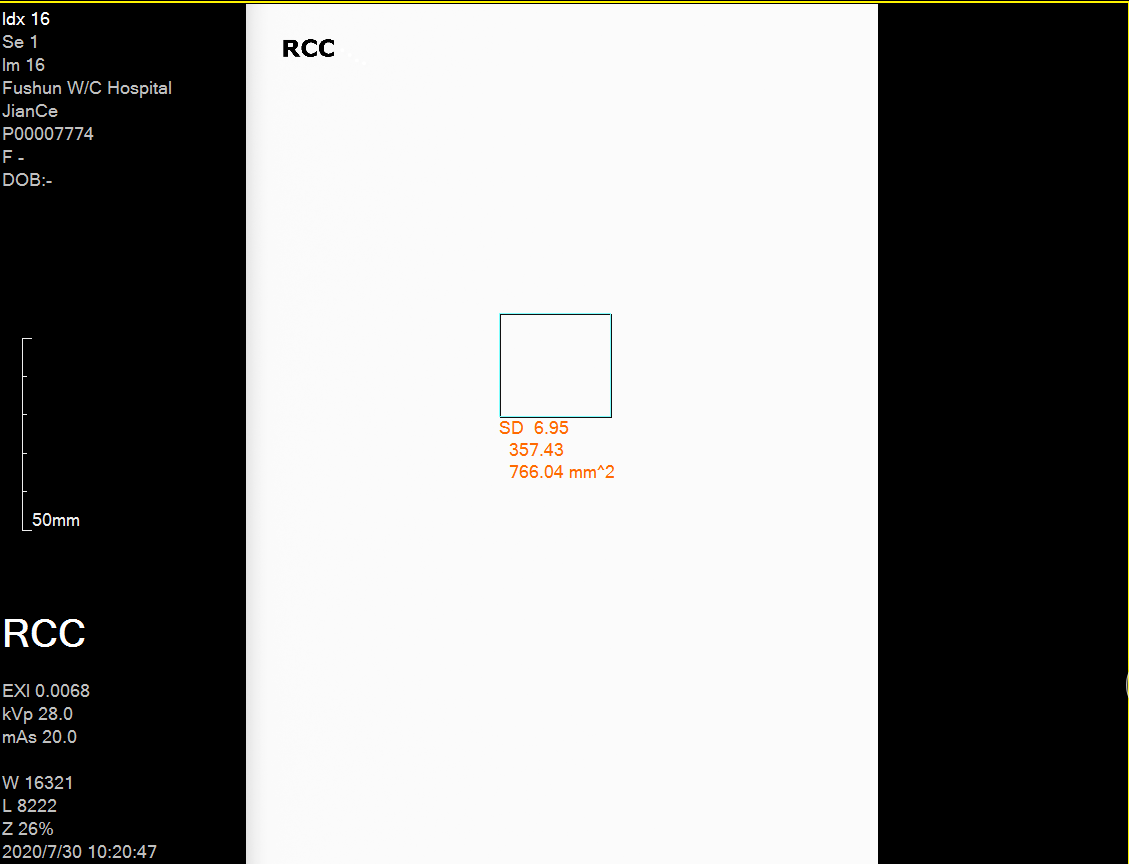 Idx 16
Se 1
Im 16
Fushun W/C Hospital
JianCe
P00007774
F -
DOB:-
RCC
SD 6.95
357.43
766.04 mm^2
50mm
RCC
EXI 0.0068
kVp 28.0
mAs 20.0
W 16321
L 8222
Z 26%
2020/7/30 10:20:47